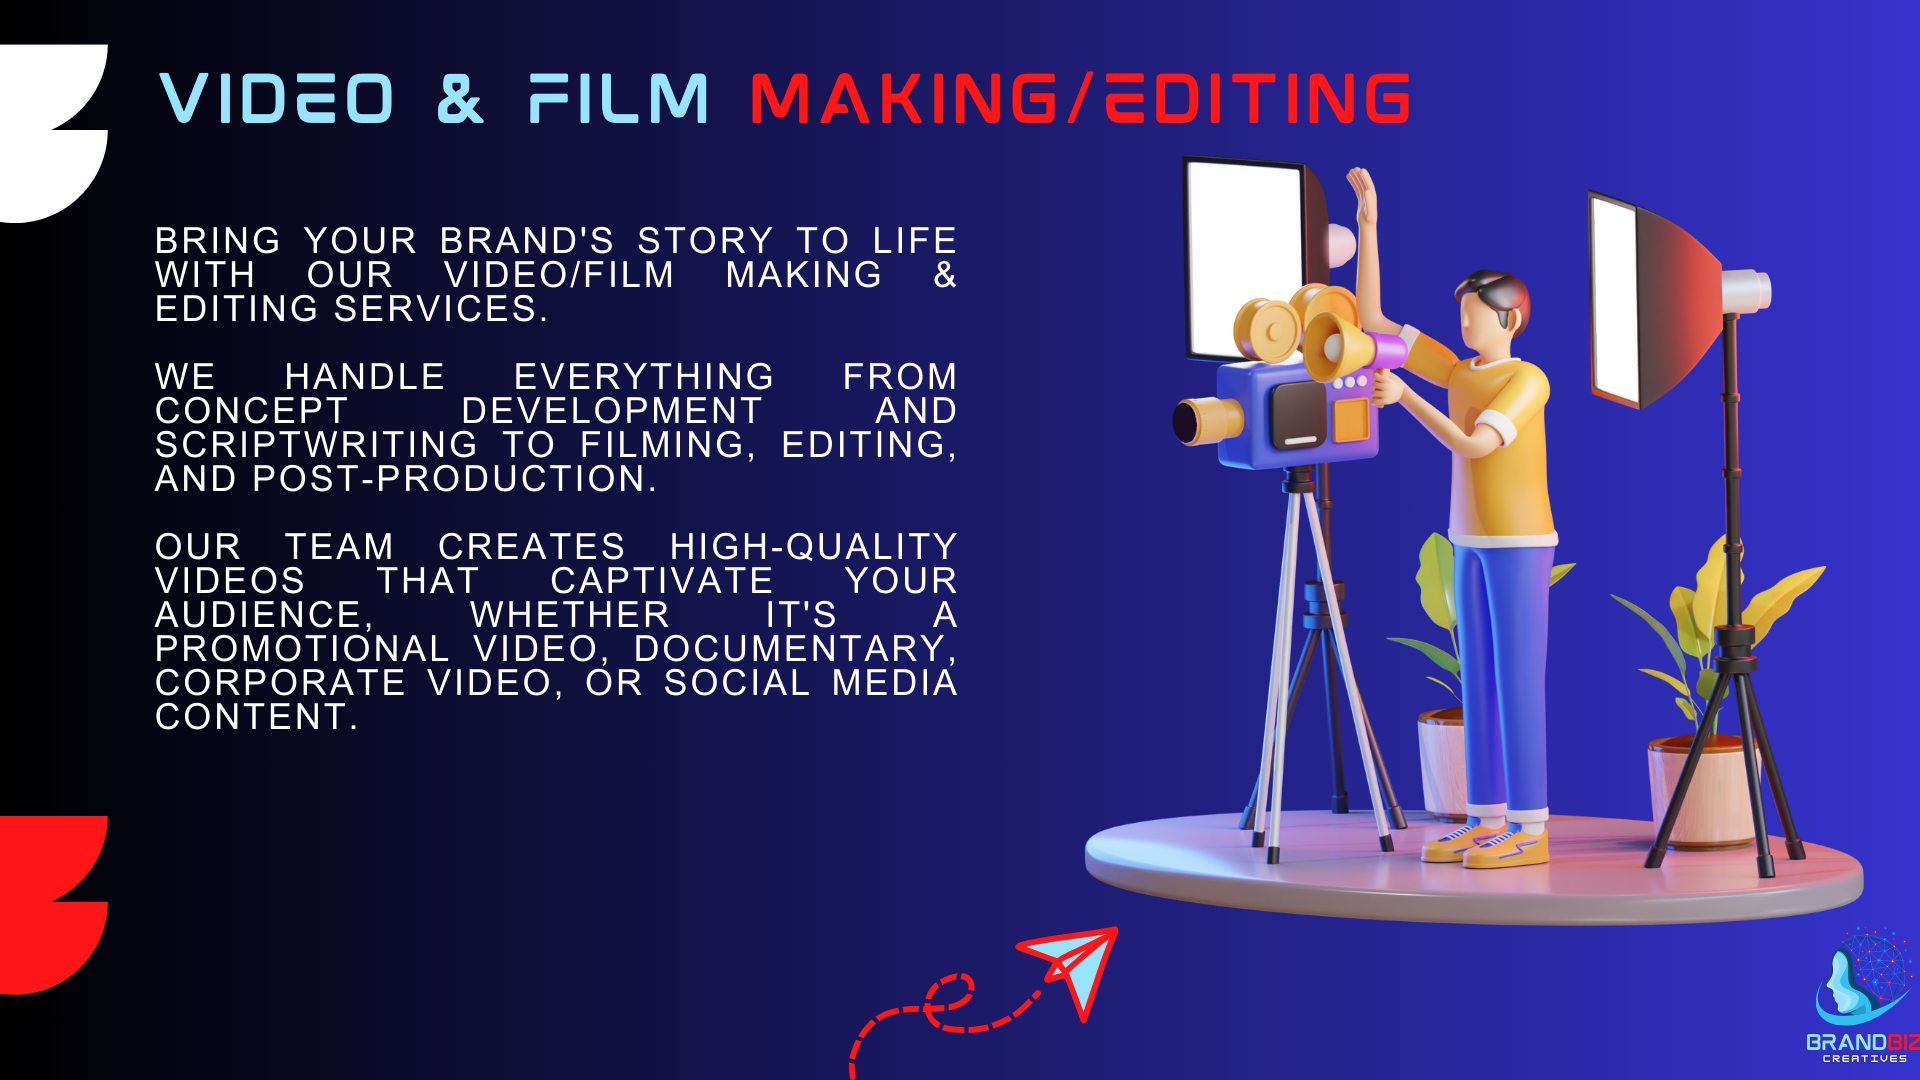 VIDEO & FILM MAKING/EDITING
BRING YOUR BRAND'S STORY TO LIFE
WITH OUR VIDEO/FILM MAKING &
EDITING SERVICES.
WE HANDLE EVERYTHING FROM
CONCEPT DEVELOPMENT AND
SCRIPTWRITING TO FILMING, EDITING,
AND POST-PRODUCTION.
OUR TEAM CREATES HIGH-QUALITY
VIDEOS THAT CAPTIVATE YOUR
AUDIENCE, WHETHER IT'S A
PROMOTIONAL VIDEO, DOCUMENTARY,
CORPORATE VIDEO, OR SOCIAL MEDIA
CONTENT.
BRANDBIZ
CREATIVES